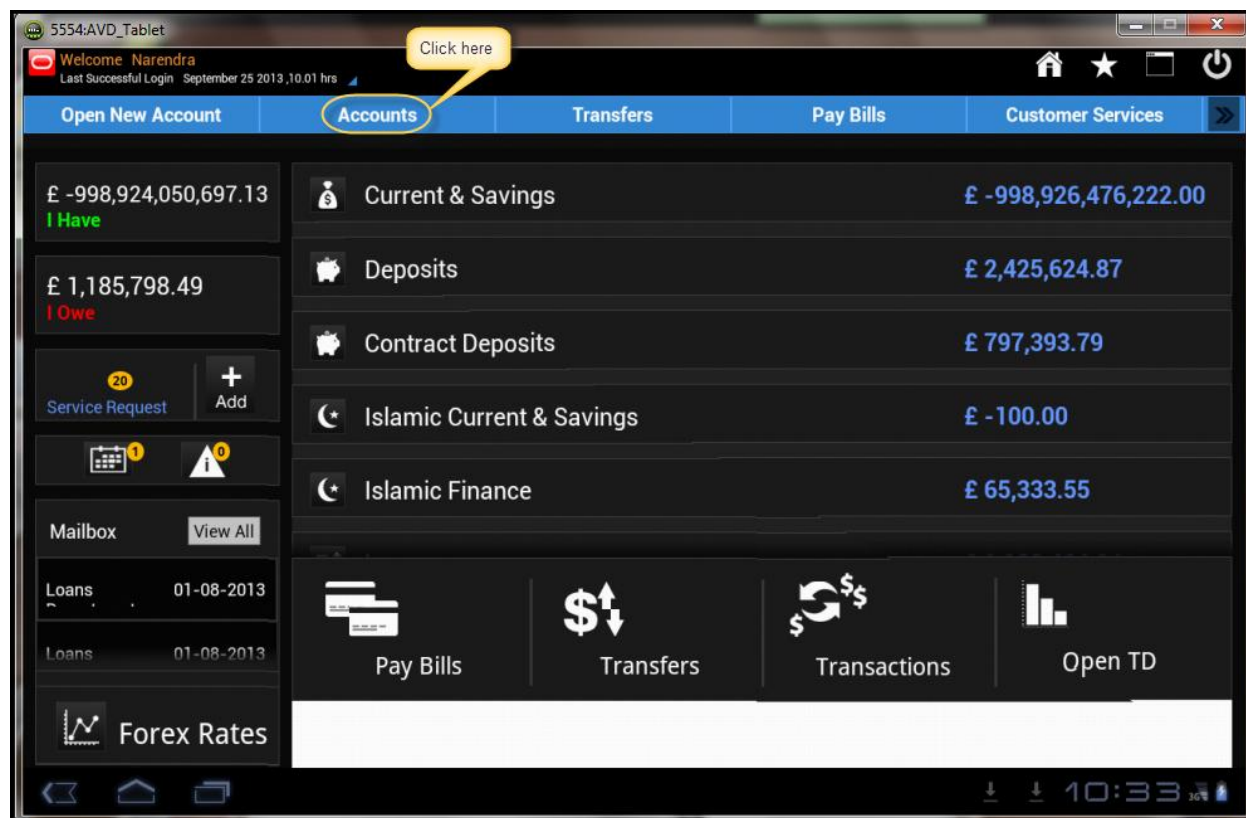 5554:AVD_Tablet
Click here
Welcome Narendra
Last Successful Login September 25 2013 ,10.01 hrs
Open New Account Accounts Transfers Pay Bills Customer Services
£ -998,924,050,697.13
I Have
£ 1,185,798.49
I Owe
20
Service Request
Add
1
0
Mailbox View All
Loans 01-08-2013
Loans 01-08-2013
Forex Rates
Current & Savings £ -998,926,476,222.00
Deposits £ 2,425,624.87
Contract Deposits £ 797,393.79
Islamic Current & Savings £ -100.00
Islamic Finance £ 65,333.55
Pay Bills Transfers Transactions Open TD
10:33 3G